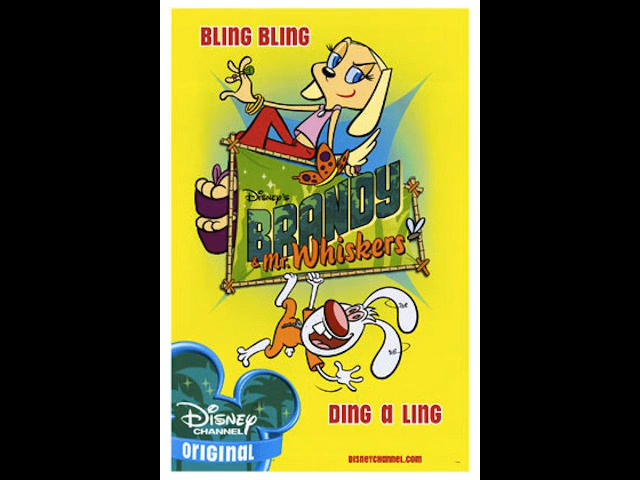 Bling Bling
Disney's
BRANDY
& Mr. Whiskers
Disney
CHANNEL
ORIGINAL
Ding a Ling
DisneyChannel.com